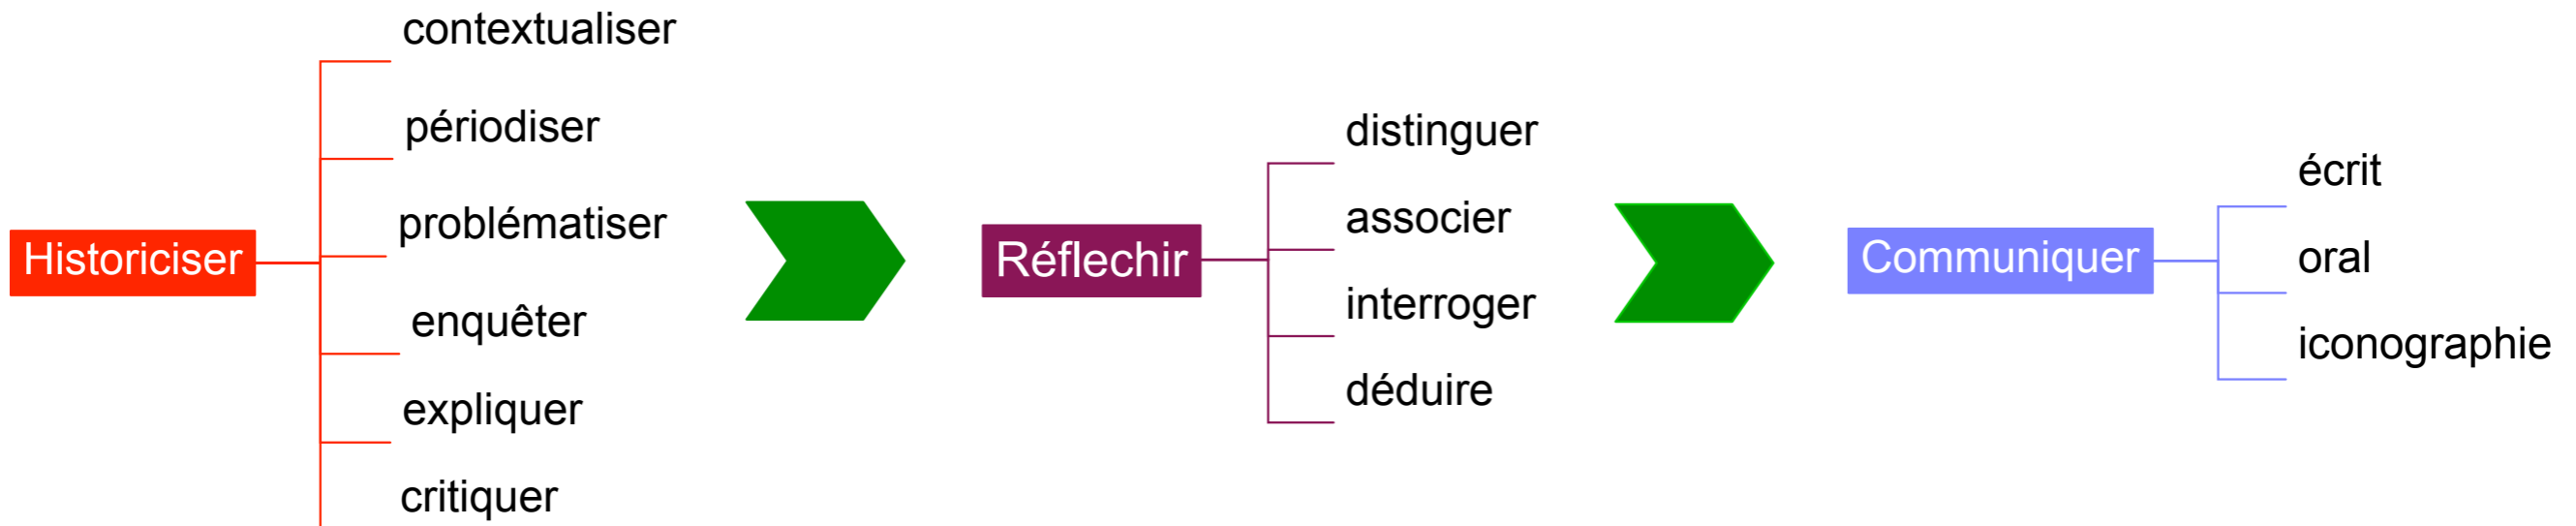 Historiciser
contextualiser
périodiser
problématiser
enquêter
expliquer
critiquer
Réflechir
distinguer
associer
interroger
déduire
Communiquer
écrit
oral
iconographie